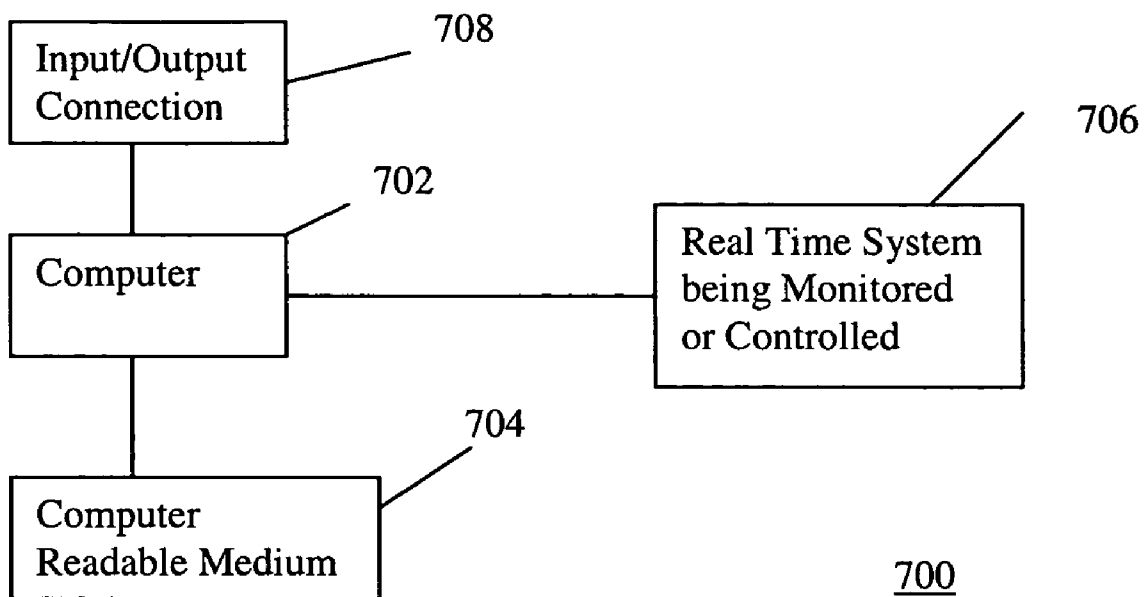 708
Input/Output
Connection
706
702
Computer
Real Time System
being Monitored
or Controlled
704
Computer
Readable Medium
700